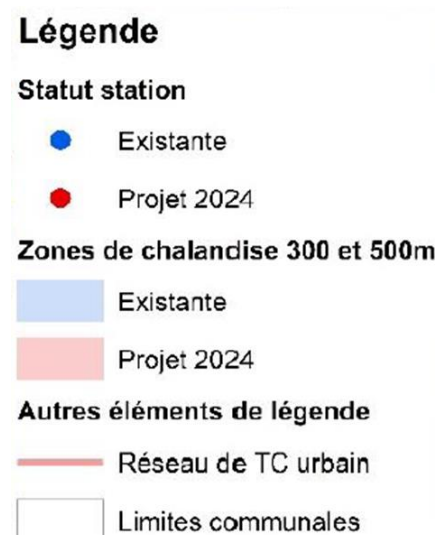 Légende
Statut station
Existante
Projet 2024
Zones de chalandise 300 et 500m
Existante
Projet 2024
Autres éléments de légende
Réseau de TC urbain
Limites communales